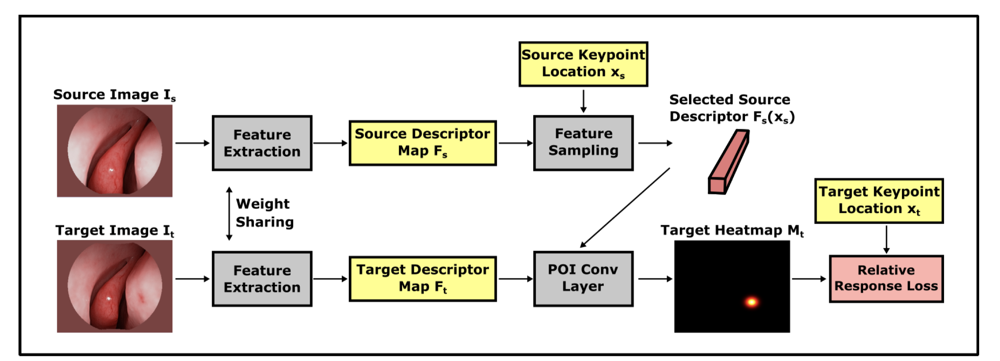 Source Keypoint
Location xₛ
Source Image Iₛ
Selected Source
Descriptor Fₛ(xₛ)
Feature
Extraction
Source Descriptor
Map Fₛ
Feature
Sampling
Weight
Sharing
Target Keypoint
Location xₜ
Target Image Iₜ
Target Heatmap Mₜ
Feature
Extraction
Target Descriptor
Map Fₜ
POI Conv
Layer
Relative
Response Loss